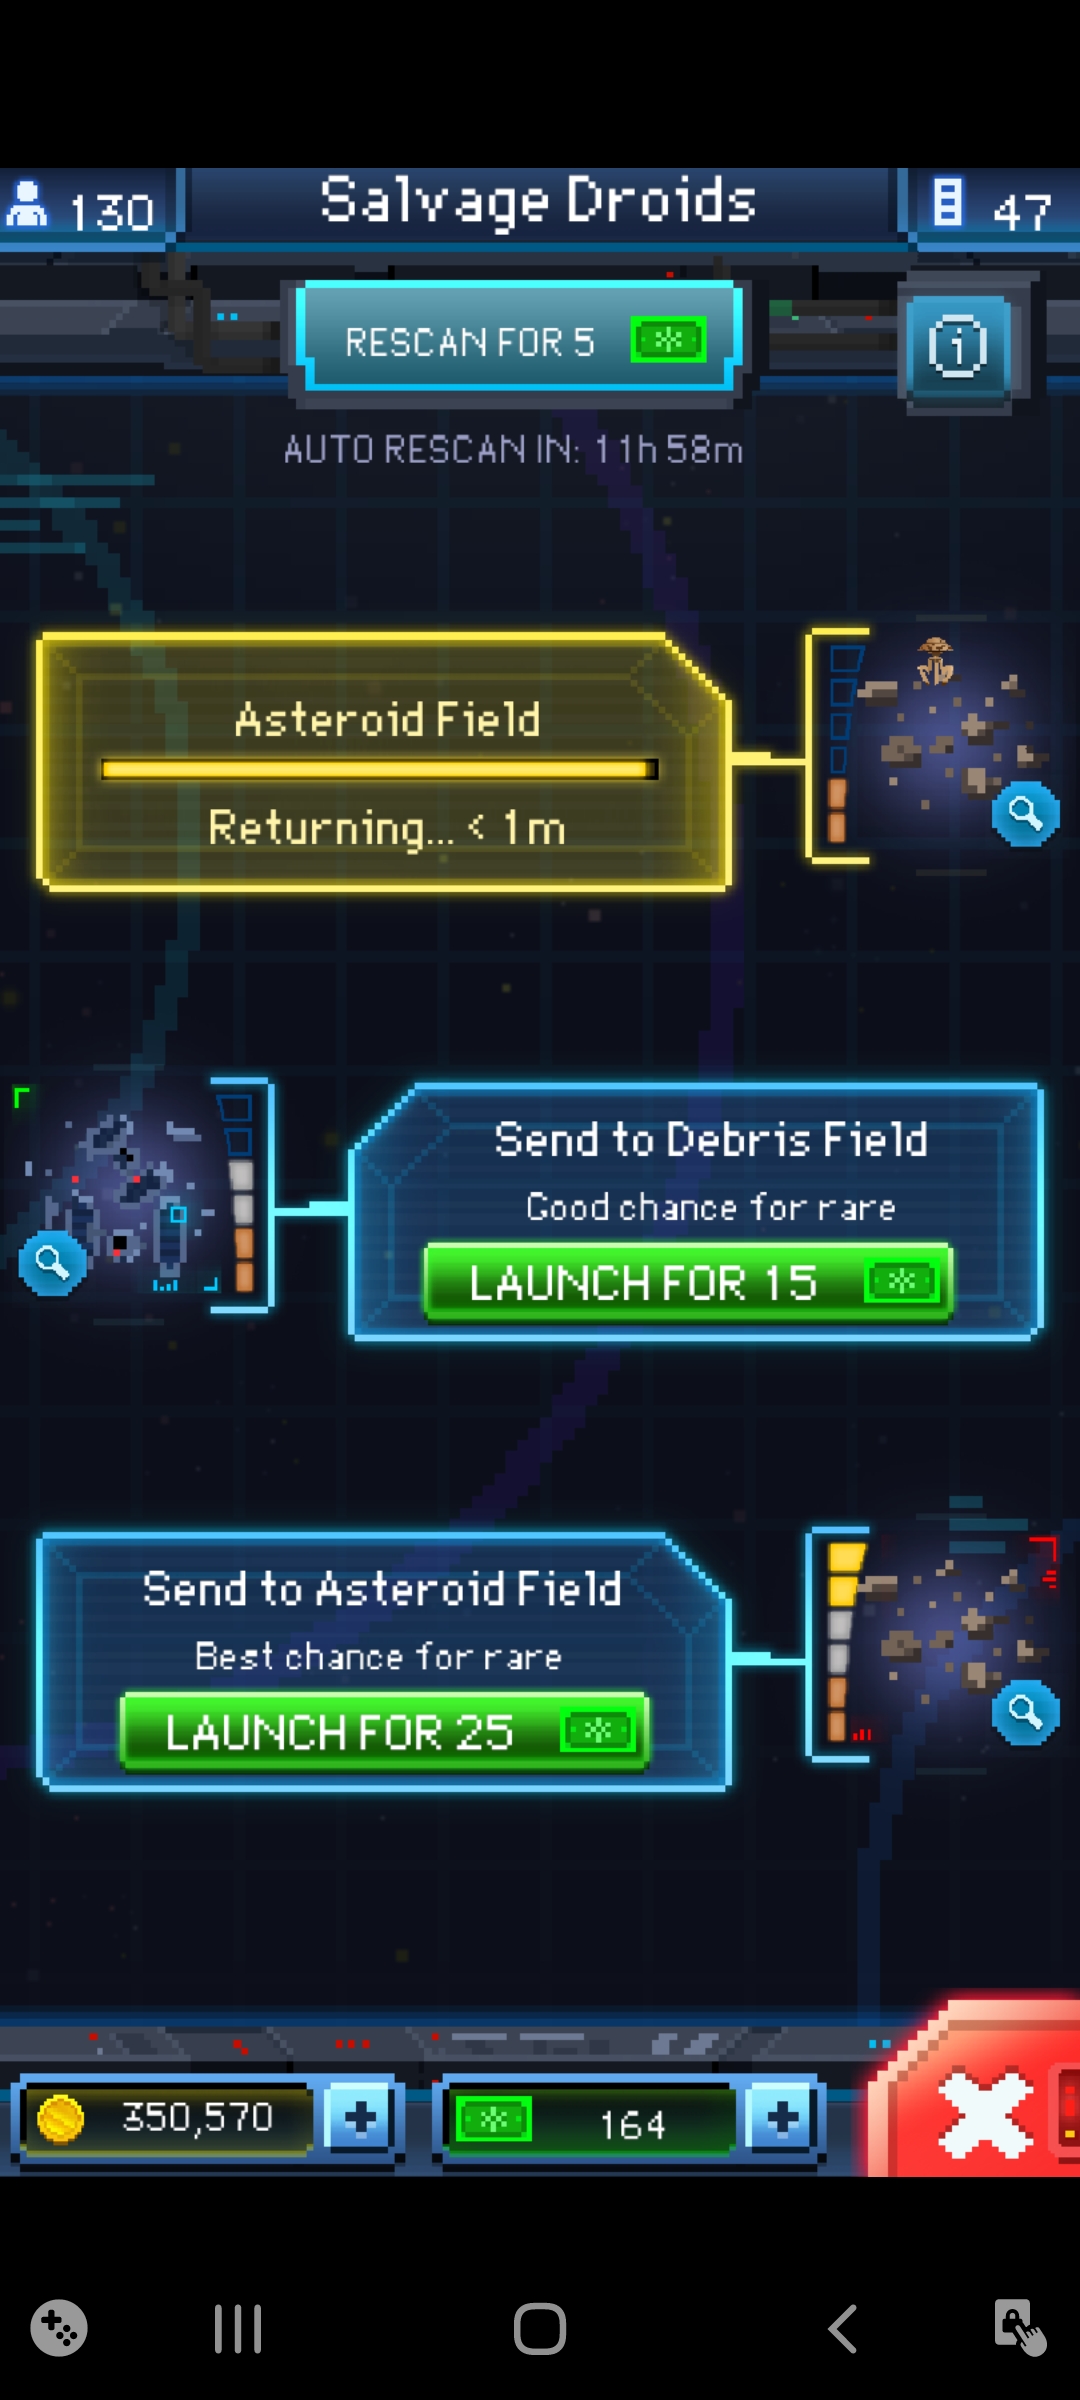 130
Salvage Droids
47
RESCAN FOR 5
AUTO RESCAN IN: 11h 58m
Asteroid Field
Returning... < 1m
Send to Debris Field
Good chance for rare
LAUNCH FOR 15
Send to Asteroid Field
Best chance for rare
LAUNCH FOR 25
350,570
164